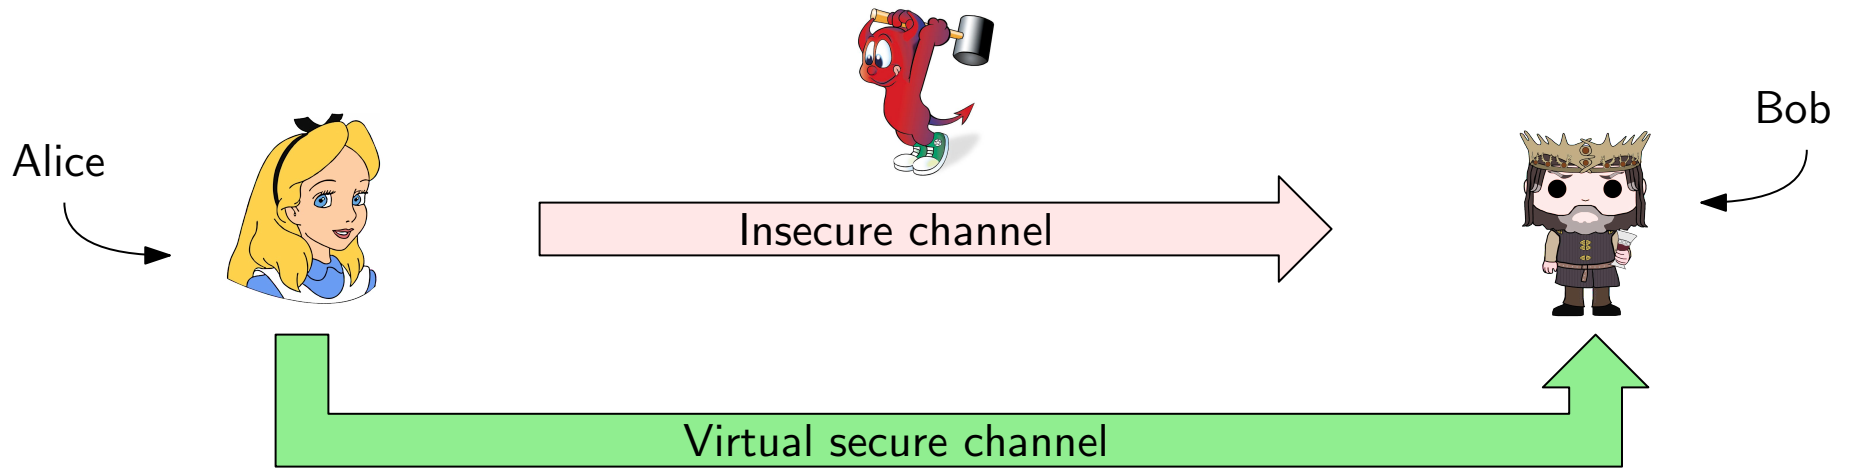 Alice
Bob
Insecure channel
Virtual secure channel